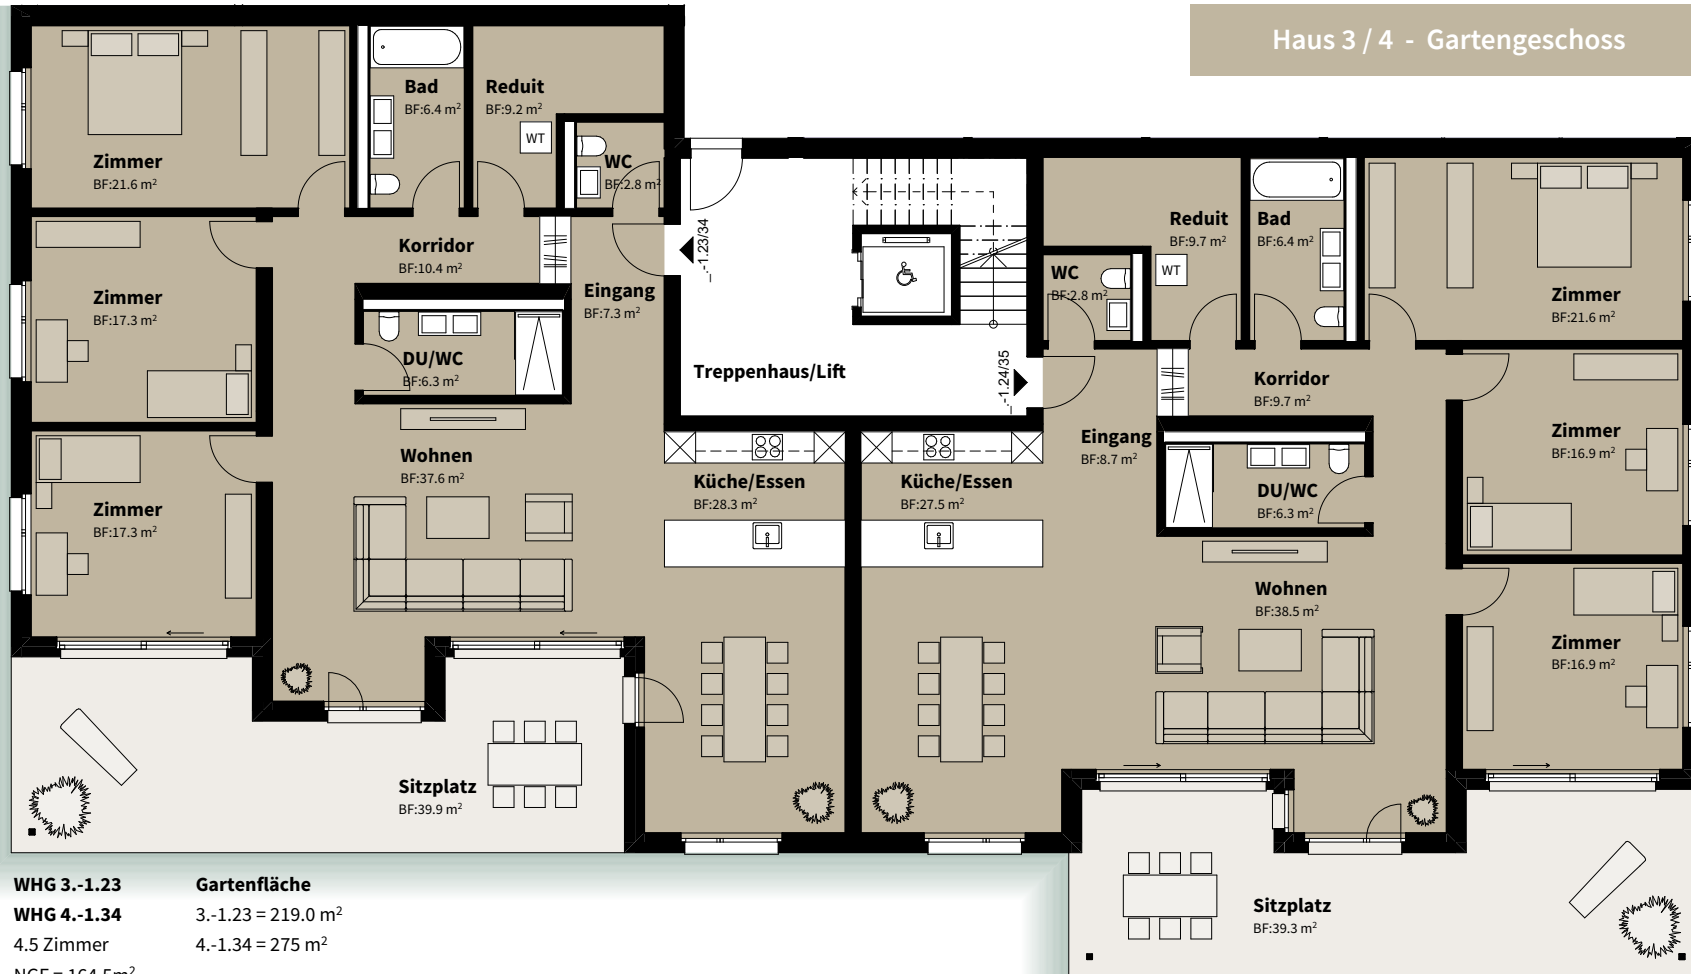 Haus 3 / 4 - Gartengeschoss
Zimmer
BF:21.6 m²
Bad
BF:6.4 m²
Reduit
BF:9.2 m²
WT
WC
BF:2.8 m²
Zimmer
BF:17.3 m²
Korridor
BF:10.4 m²
Eingang
BF:7.3 m²
DU/WC
BF:6.3 m²
Zimmer
BF:17.3 m²
Wohnen
BF:37.6 m²
Küche/Essen
BF:28.3 m²
Sitzplatz
BF:39.9 m²
_.-1.23/34
Treppenhaus/Lift
_.-1.24/35
Reduit
BF:9.7 m²
Bad
BF:6.4 m²
WT
WC
BF:2.8 m²
Zimmer
BF:21.6 m²
Korridor
BF:9.7 m²
Eingang
BF:8.7 m²
Zimmer
BF:16.9 m²
DU/WC
BF:6.3 m²
Küche/Essen
BF:27.5 m²
Wohnen
BF:38.5 m²
Zimmer
BF:16.9 m²
Sitzplatz
BF:39.3 m²
WHG 3.-1.23
WHG 4.-1.34
4.5 Zimmer
NGF = 164.5m²
Gartenfläche
3.-1.23 = 219.0 m²
4.-1.34 = 275 m²